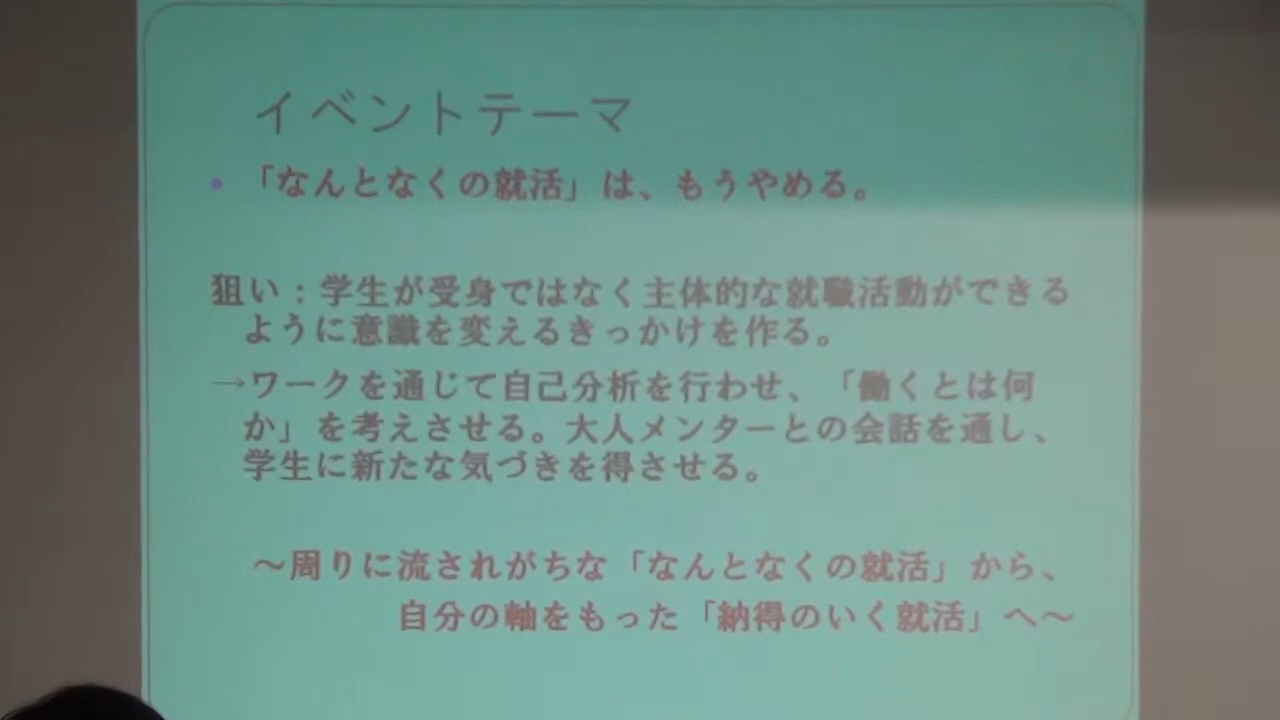 イベントテーマ
• 「なんとなくの就活」は、もうやめる。
狙い：学生が受身ではなく主体的な就職活動ができる
ように意識を変えるきっかけを作る。
→ワークを通じて自己分析を行わせ、「働くとは何
か」を考えさせる。大人メンターとの会話を通し、
学生に新たな気づきを得させる。
～周りに流されがちな「なんとなくの就活」から、
自分の軸をもった「納得のいく就活」へ～